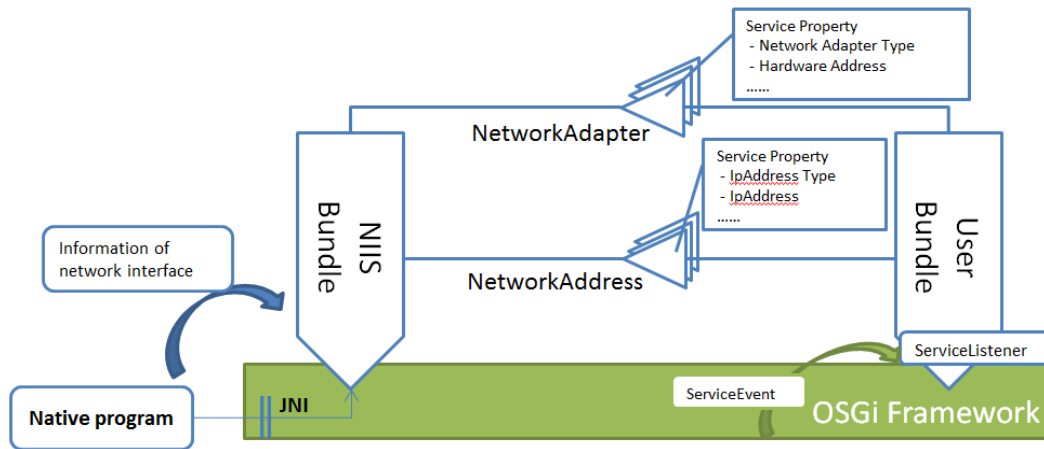 Service Property
- Network Adapter Type
- Hardware Address
......
NetworkAdapter
Service Property
- IpAddress Type
- IpAddress
......
NIIS
Bundle
User
Bundle
Information of
network interface
NetworkAddress
ServiceListener
JNI
ServiceEvent
Native program
OSGi Framework